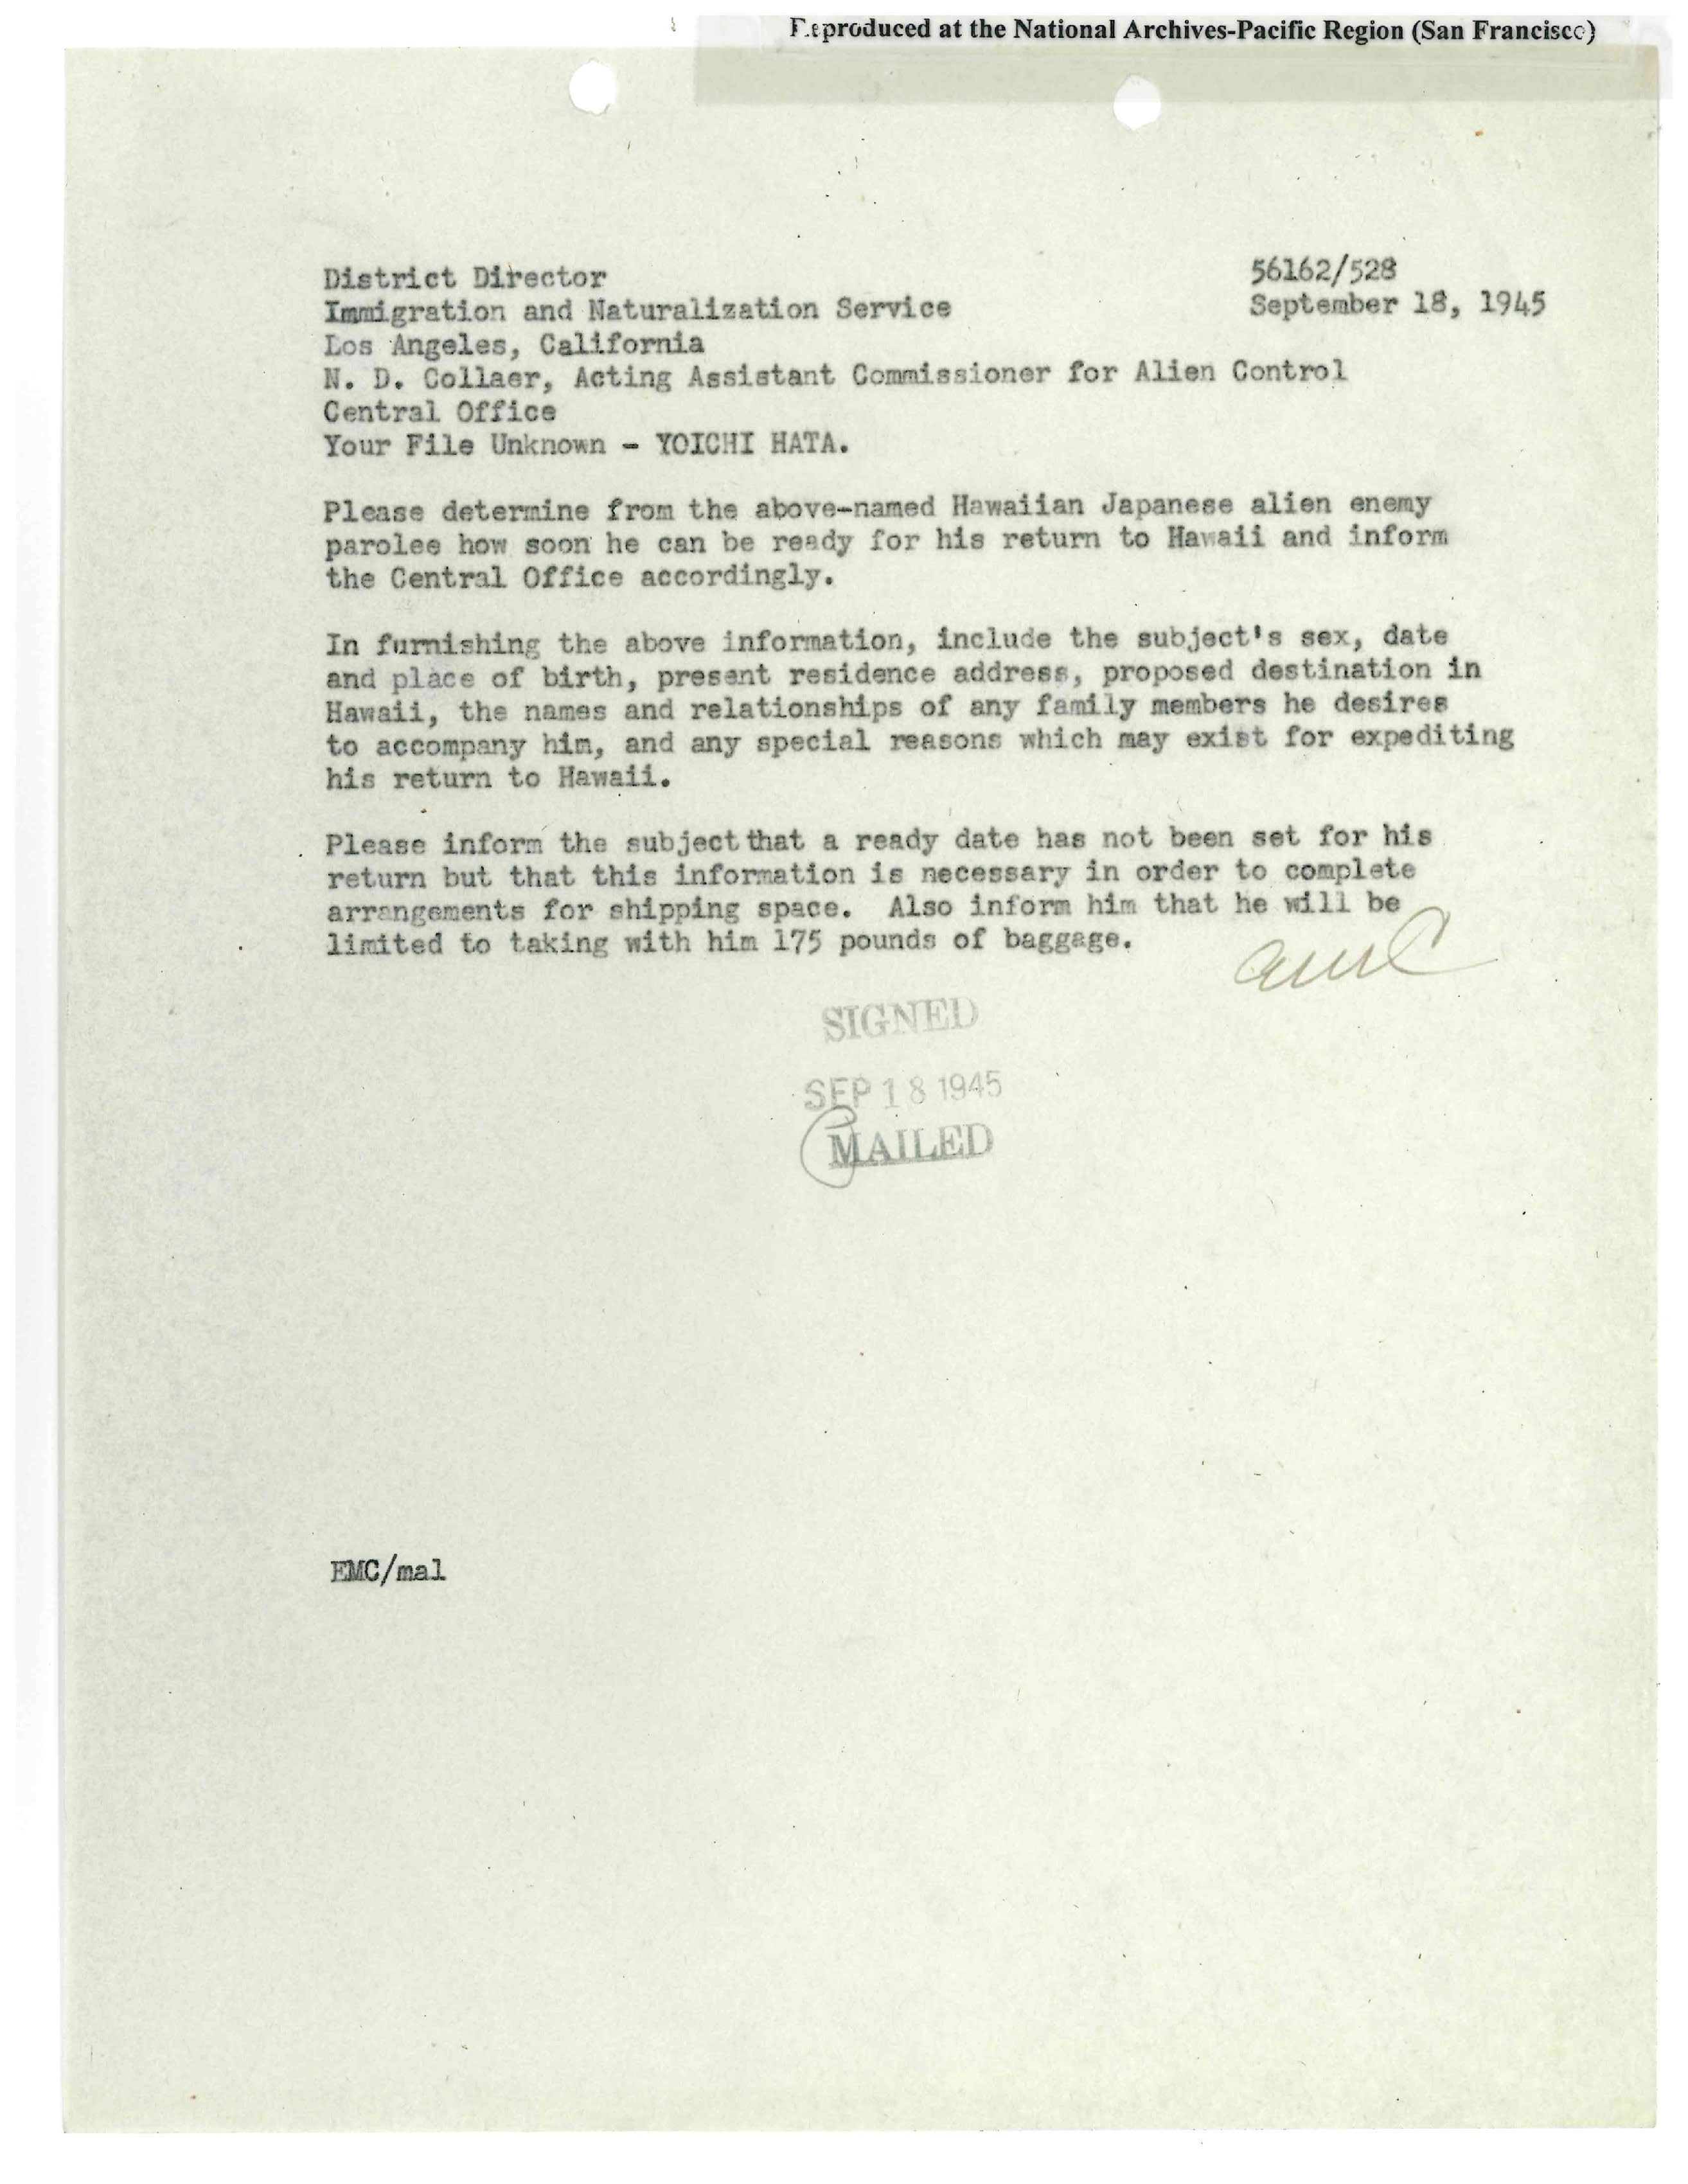 Reproduced at the National Archives-Pacific Region (San Francisco)
56162/528
September 18, 1945
District Director
Immigration and Naturalization Service
Los Angeles, California
N. D. Collaer, Acting Assistant Commissioner for Alien Control
Central Office
Your File Unknown - YOICHI HATA.
Please determine from the above-named Hawaiian Japanese alien enemy
parolee how soon he can be ready for his return to Hawaii and inform
the Central Office accordingly.
In furnishing the above information, include the subject's sex, date
and place of birth, present residence address, proposed destination in
Hawaii, the names and relationships of any family members he desires
to accompany him, and any special reasons which may exist for expediting
his return to Hawaii.
Please inform the subject that a ready date has not been set for his
return but that this information is necessary in order to complete
arrangements for shipping space. Also inform him that he will be
limited to taking with him 175 pounds of baggage.
SIGNED
SEP 18 1945
MAILED
EMC/mal